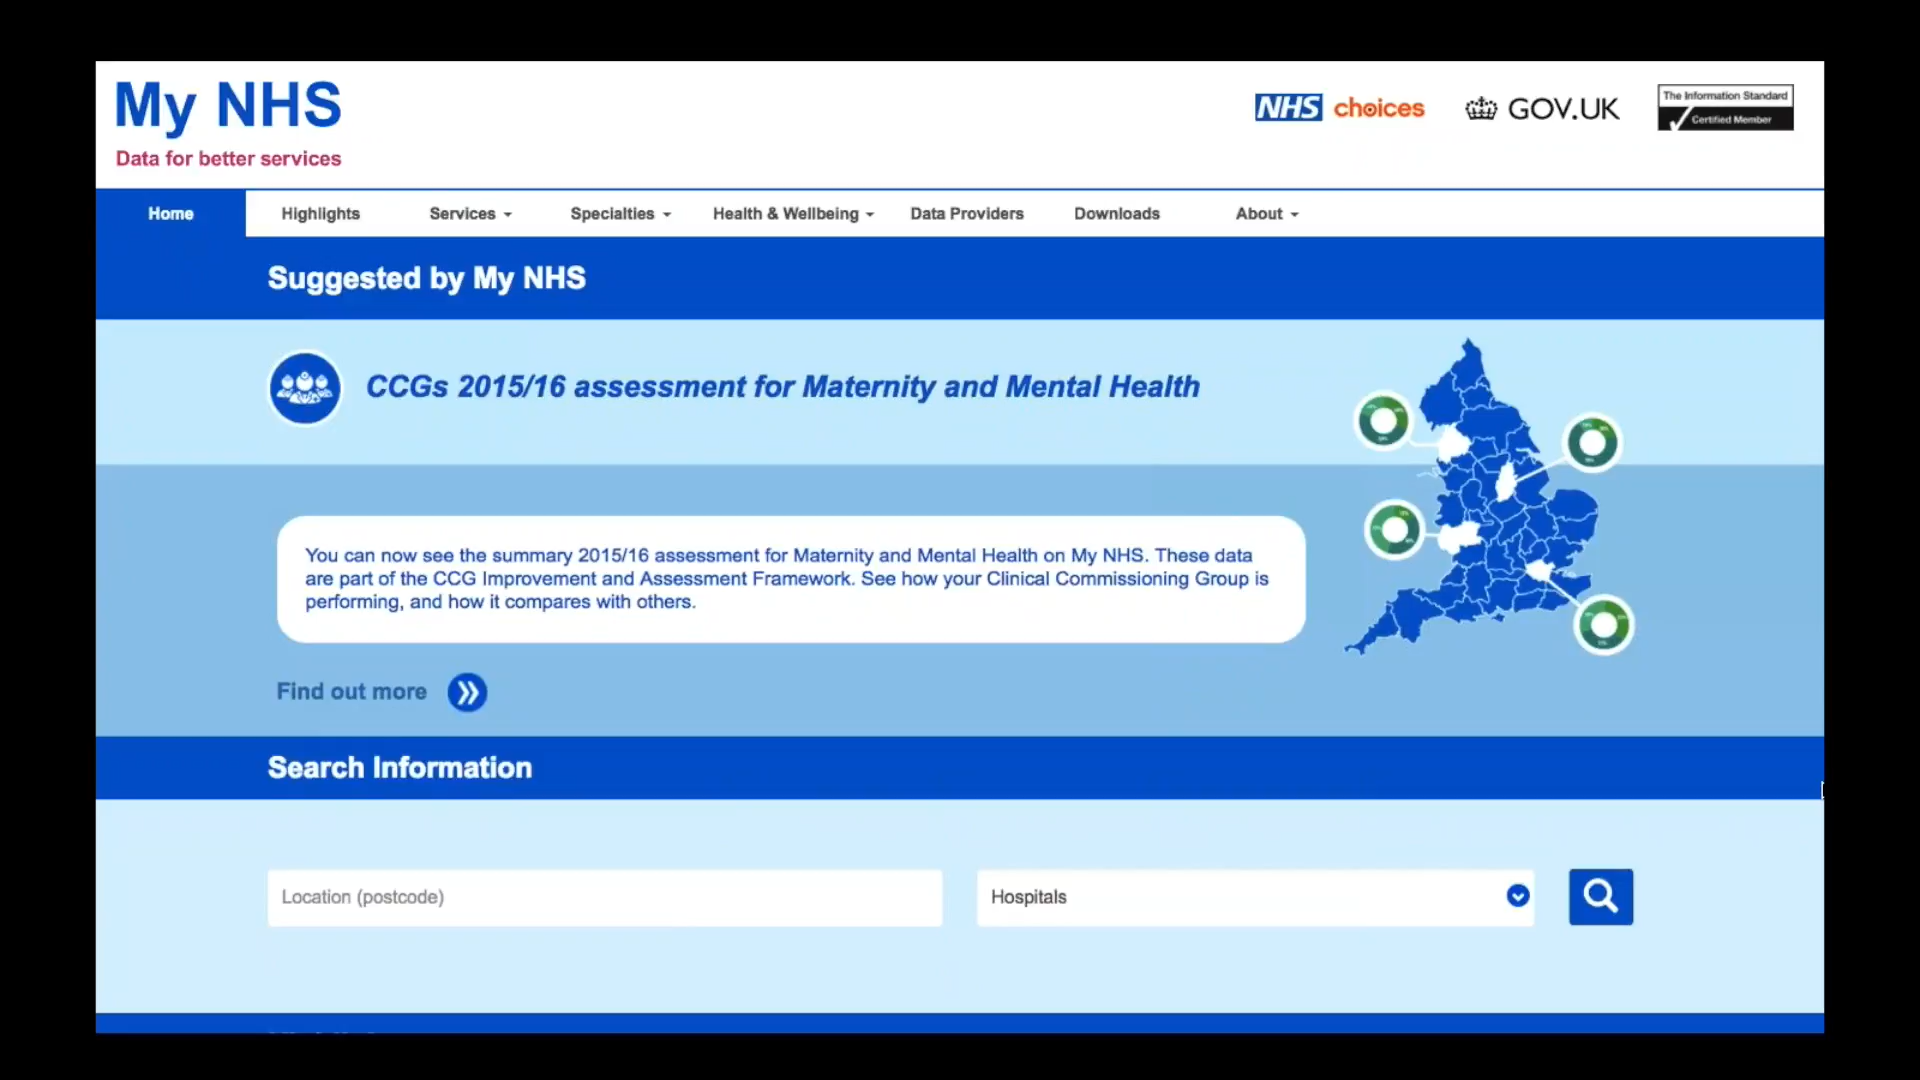 My NHS
Data for better services
NHS choices
GOV.UK
The Information Standard
Certified Member
Home
Highlights
Services
Specialties
Health & Wellbeing
Data Providers
Downloads
About
Suggested by My NHS
CCGs 2015/16 assessment for Maternity and Mental Health
You can now see the summary 2015/16 assessment for Maternity and Mental Health on My NHS. These data
are part of the CCG Improvement and Assessment Framework. See how your Clinical Commissioning Group is
performing, and how it compares with others.
Find out more
Search Information
Location (postcode)
Hospitals